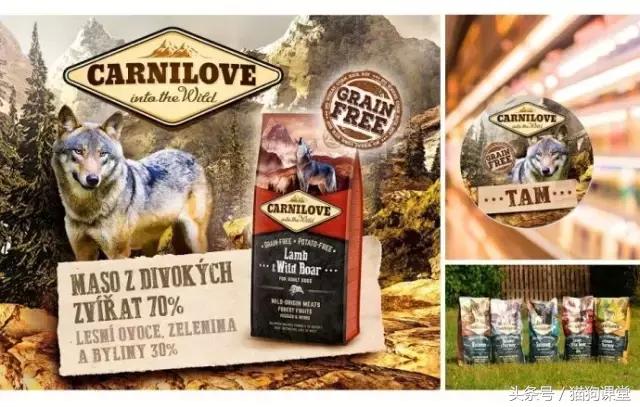 CARNILOVE
into the Wild
GRAIN
FREE
CARNILOVE
GRAIN-FREE • POTATO-FREE
Lamb
& Wild Boar
FOR ADULT DOGS
WILD-ORIGIN MEATS
FOREST FRUITS
MASO Z DIVOKÝCH
ZVÍŘAT 70%
LESNÍ OVOCE, ZELENINA
A BYLINY 30%
CARNILOVE
into the Wild
GRAIN
FREE
TAM
头条号 / 猫狗课堂